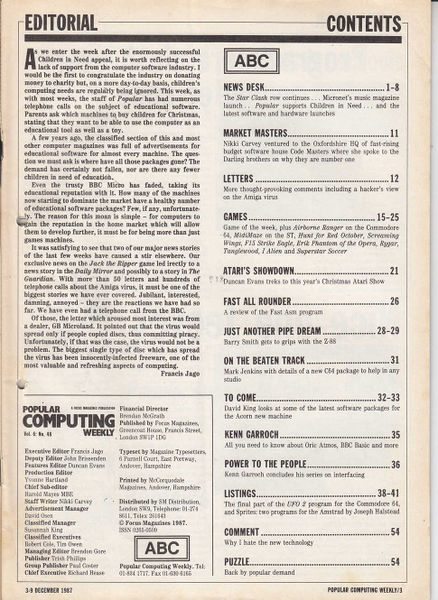 EDITORIAL
As we enter the week after the enormously successful
Children in Need appeal, it is worth reflecting on the
lack of support from the computer software industry. I
would be the first to congratulate the industry on donating
money to charity but, on a more day-to-day basis, children's
computing needs are regularly being ignored. This week, as
with most weeks, the staff of Popular has had numerous
telephone calls on the subject of educational software.
Parents ask which machines to buy children for Christmas,
stating that they want to be able to use the computer as an
educational tool as well as a toy.
A few years ago, the classified section of this and most
other computer magazines was full of advertisements for
educational software for almost every machine. The ques-
tion we must ask is where have all those packages gone? The
demand has certainly not fallen, nor are there any fewer
children in need of education.
Even the trusty BBC Micro has faded, taking its
educational reputation with it. How many of the machines
now starting to dominate the market have a healthy number
of educational software packages? Few, if any, unfortunate-
ly. The reason for this moan is simple – for computers to
gain the reputation in the home market which will allow
them to develop further, it must be for being more than just
games machines.
It was satisfying to see that two of our major news stories
of the last few weeks have caused a stir elsewhere. Our
exclusive news on the Jack the Ripper game led directly to a
news story in the Daily Mirror and possibly to a story in The
Guardian. With more than 50 letters and hundreds of
telephone calls about the Amiga virus, it must be one of the
biggest stories we have ever covered. Jubilant, interested,
damning, annoyed – they are the reactions we have had so
far. We have even had a telephone call from the BBC.
Of those, the letter which aroused most interest was from
a dealer, GB Microland. It pointed out that the virus would
spread only if people copied discs, thus committing piracy.
Unfortunately, if that was the case, the virus would not be a
problem. The biggest single type of disc which has spread
the virus has been innocently-infected freeware, one of the
most valuable and refreshing aspects of computing.
Francis Jago
POPULAR
A FOCUS MAGAZINES PUBLICATION
COMPUTING
WEEKLY
Vol. 6: No. 48
Executive Editor Francis Jago
Deputy Editor John Brissenden
Features Editor Duncan Evans
Production Editor
Yvonne Hartland
Chief Sub-editor
Harold Mayes MBE
Staff Writer Nikki Carvey
Advertisement Manager
David Osen
Classified Manager
Susannah King
Classified Executives
Robert Cole, Tim Owen
Managing Editor Brendon Gore
Publisher Trish Phillips
Group Publisher Paul Coster
Chief Executive Richard Hease
Financial Director
Brendan McGrath
Published by Focus Magazines,
Greencoat House, Francis Street,
London SW1P 1DG
Typeset by Magazine Typesetters,
6 Parnell Court, East Portway,
Andover, Hampshire
Printed by McCorquodale
Magazines, Andover,
Hampshire
Distributed by SM Distribution,
London SW9, Telephone: 01-274
8611, Telex: 261643
© Focus Magazines 1987.
ISSN 0265-0509
ABC
Popular Computing Weekly. Tel:
01-834 1717, Fax 01-630 6165
3-9 DECEMBER 1987
CONTENTS
ABC
NEWS DESK 1–8
The Star Clash row continues . . . Micronet's music magazine
launch . . . Popular supports Children in Need . . . and the
latest software and hardware launches
MARKET MASTERS 11
Nikki Carvey ventured to the Oxfordshire HQ of fast-rising
budget software house Code Masters where she spoke to the
Darling brothers on why they are number one
LETTERS 12
More thought-provoking comments including a hacker's view
on the Amiga virus
GAMES 15–25
Game of the week, plus Airborne Ranger on the Commodore
64, MidiMaze on the ST, Hunt for Red October, Screaming
Wings, F15 Strike Eagle, Erik Phantom of the Opera, Rygar,
Tanglewood, I Alien and Superstar Soccer
ATARI'S SHOWDOWN 21
Duncan Evans treks to this year's Christmas Atari Show
FAST ALL ROUNDER 26
A review of the Fast Asm program
JUST ANOTHER PIPE DREAM 28–29
Barry Smith gets to grips with the Z-88
ON THE BEATEN TRACK 31
Mark Jenkins with details of a new C64 package to help in any
studio
TO COME 32–33
David King looks at some of the latest software packages for
the Acorn new machine
KENN GARROCH 35
All you need to know about Oric Atmos, BBC Basic and more
POWER TO THE PEOPLE 36
Kenn Garroch concludes his series on interfacing
LISTINGS 38–41
The final part of the UFO 2 program for the Commodore 64,
and Spritez two programs for the Amstrad by Joseph Halstead
COMMENT 54
Why I hate the new technology
PUZZLE 54
Back by popular demand
POPULAR COMPUTING WEEKLY/3